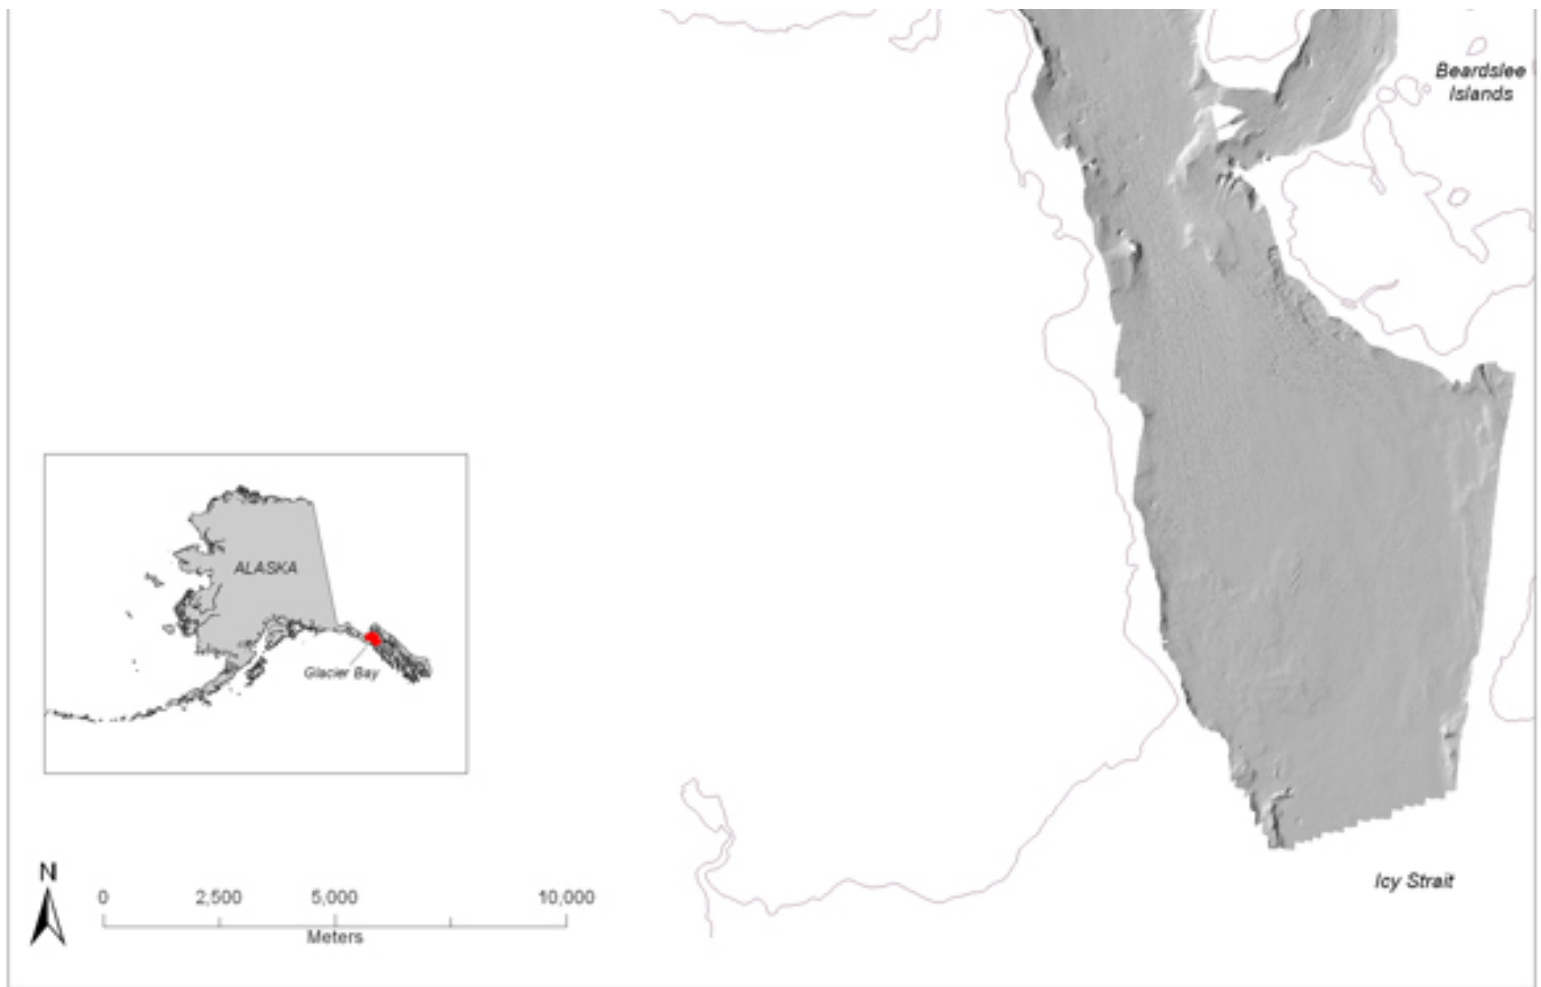 Beardslee
Islands
ALASKA
Glacier Bay
N
0 2,500 5,000 10,000
Meters
Icy Strait